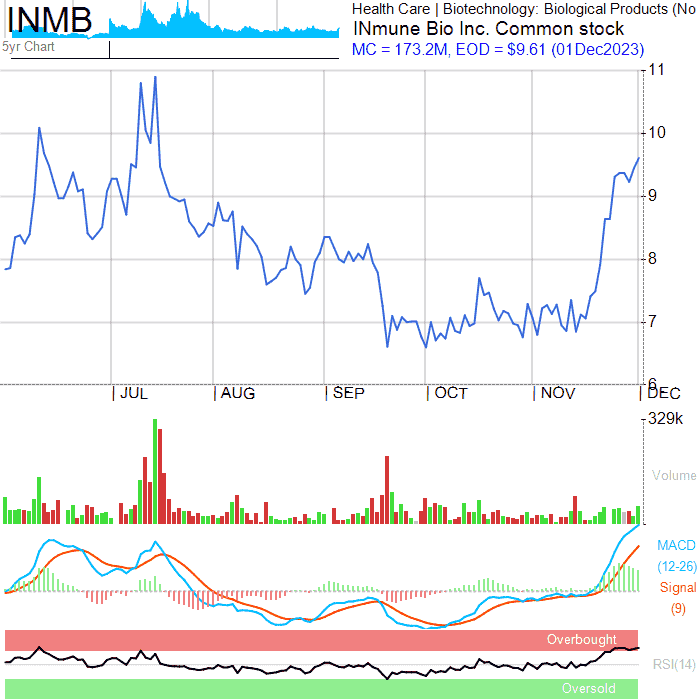 INMB
Health Care | Biotechnology: Biological Products (No
5yr Chart
INmune Bio Inc. Common stock
MC = 173.2M, EOD = $9.61 (01Dec2023)
11
10
9
8
7
6
JUL AUG SEP OCT NOV DEC
329k
Volume
MACD
(12-26)
Signal
(9)
Overbought
RSI(14)
Oversold